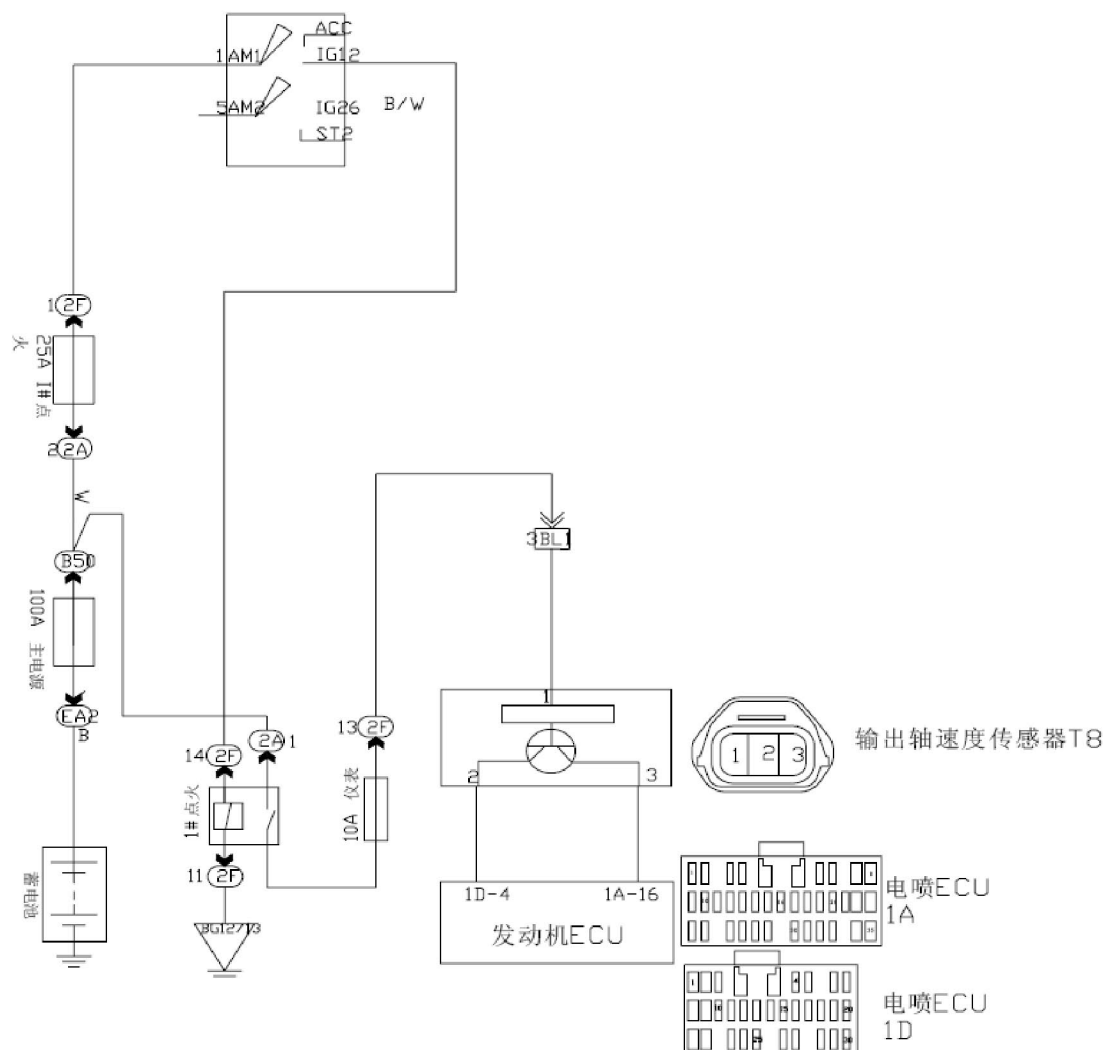 ACC
1AM1
IG12
5AM2
IG26
B/W
ST2
1 2F
25A I#点火
2 2A
W
B50
100A 主电源
EA2
B
蓄电池
3BL1
1
2
3
13 2F
10A 仪表
2A 1
14 2F
1#点火
11 2F
1 2 3
输出轴速度传感器T8
1D-4
1A-16
发动机ECU
电喷ECU
1A
电喷ECU
1D